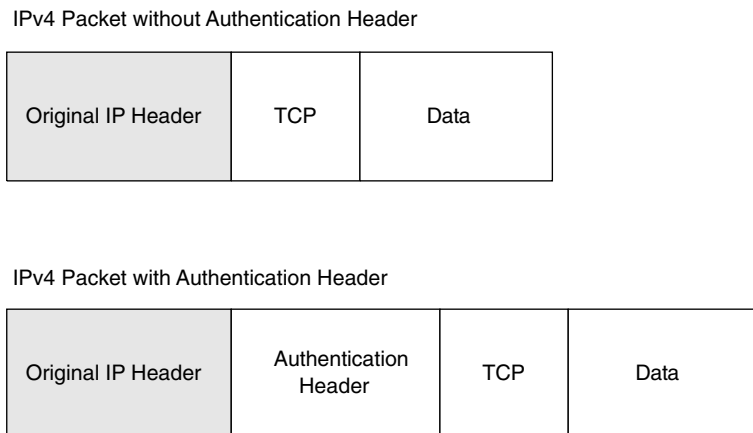 IPv4 Packet without Authentication Header
Original IP Header
TCP
Data
IPv4 Packet with Authentication Header
Original IP Header
Authentication
Header
TCP
Data